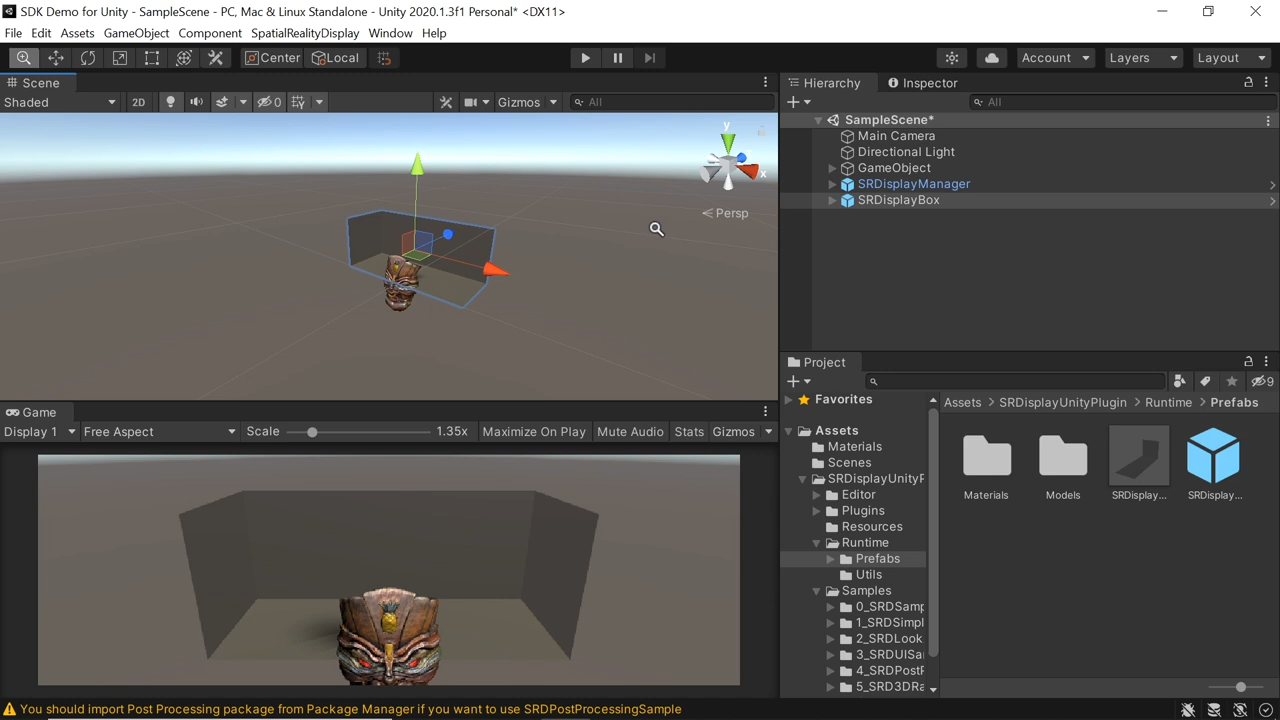 SDK Demo for Unity - SampleScene - PC, Mac & Linux Standalone - Unity 2020.1.3f1 Personal* <DX11>
File Edit Assets GameObject Component SpatialRealityDisplay Window Help
Center Local Account Layers Layout
Scene
Shaded 2D 0 Gizmos All
y
x
Persp
Hierarchy Inspector
All
SampleScene*
Main Camera
Directional Light
GameObject
SRDisplayManager
SRDisplayBox
Game
Display 1 Free Aspect Scale 1.35x Maximize On Play Mute Audio Stats Gizmos
Project
9
Favorites
Assets
Materials
Scenes
SRDisplayUnityP
Editor
Plugins
Resources
Runtime
Prefabs
Utils
Samples
0_SRDSamp
1_SRDSimpl
2_SRDLook
3_SRDUISa
4_SRDPostP
5_SRD3DRa
Assets > SRDisplayUnityPlugin > Runtime > Prefabs
Materials Models SRDisplay... SRDisplay...
You should import Post Processing package from Package Manager if you want to use SRDPostProcessingSample